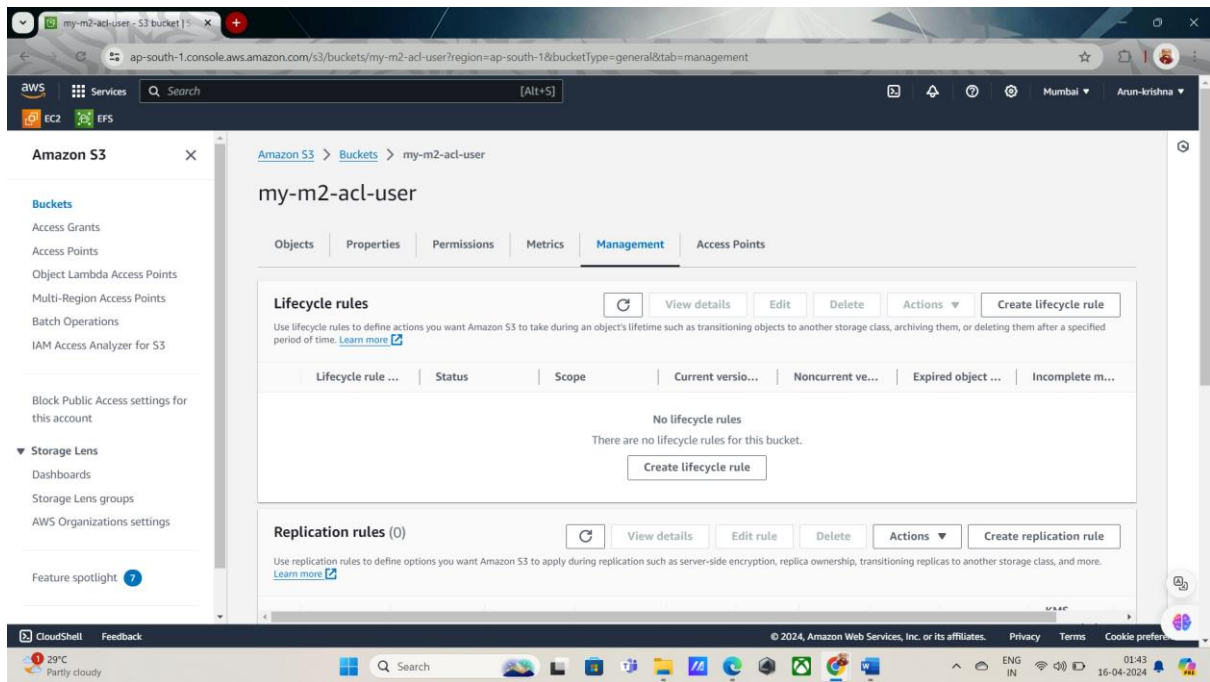 my-m2-acl-user - S3 bucket | S
ap-south-1.console.aws.amazon.com/s3/buckets/my-m2-acl-user?region=ap-south-1&bucketType=general&tab=management
aws Services Search [Alt+S] Mumbai ▼ Arun-krishna ▼
EC2 EFS
Amazon S3
Buckets
Access Grants
Access Points
Object Lambda Access Points
Multi-Region Access Points
Batch Operations
IAM Access Analyzer for S3
Block Public Access settings for
this account
▼ Storage Lens
Dashboards
Storage Lens groups
AWS Organizations settings
Feature spotlight 7
Amazon S3 > Buckets > my-m2-acl-user
my-m2-acl-user
Objects Properties Permissions Metrics Management Access Points
Lifecycle rules View details Edit Delete Actions ▼ Create lifecycle rule
Use lifecycle rules to define actions you want Amazon S3 to take during an object's lifetime such as transitioning objects to another storage class, archiving them, or deleting them after a specified
period of time. Learn more
Lifecycle rule ... Status Scope Current versio... Noncurrent ve... Expired object ... Incomplete m...
No lifecycle rules
There are no lifecycle rules for this bucket.
Create lifecycle rule
Replication rules (0) View details Edit rule Delete Actions ▼ Create replication rule
Use replication rules to define options you want Amazon S3 to apply during replication such as server-side encryption, replica ownership, transitioning replicas to another storage class, and more.
Learn more
KMS
CloudShell Feedback © 2024, Amazon Web Services, Inc. or its affiliates. Privacy Terms Cookie prefere
1 29°C
Partly cloudy
Search
ENG
IN
01:43
16-04-2024